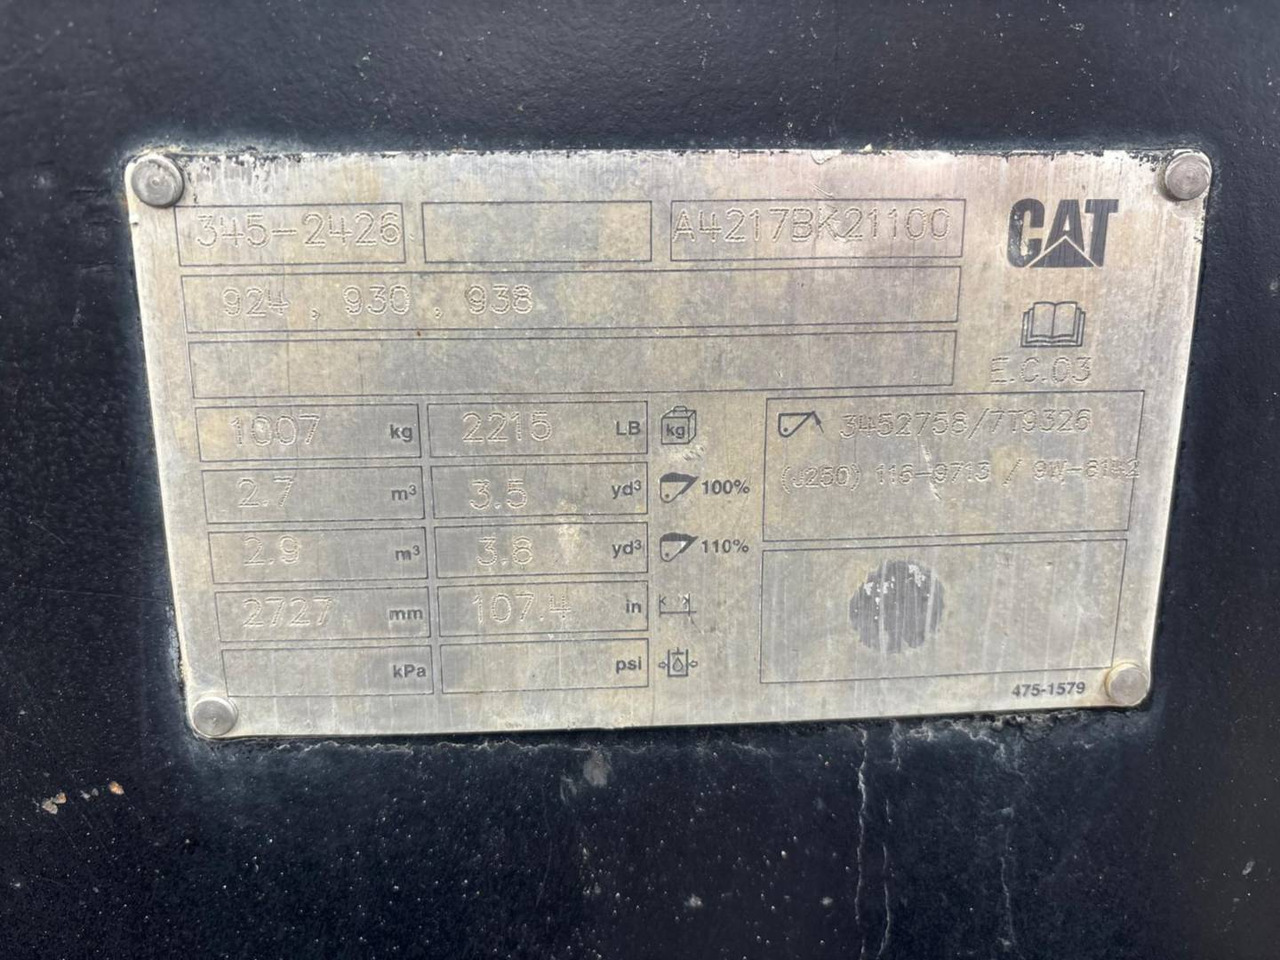 345-2426 A4217BK21100 CAT
924 , 930 , 938
E.C.03
1007 kg 2215 LB kg
3452758/7T9326
2.7 m³ 3.5 yd³ 100%
(J250) 116-9713 / 9W-6142
2.9 m³ 3.8 yd³ 110%
2727 mm 107.4 in
kPa psi
475-1579